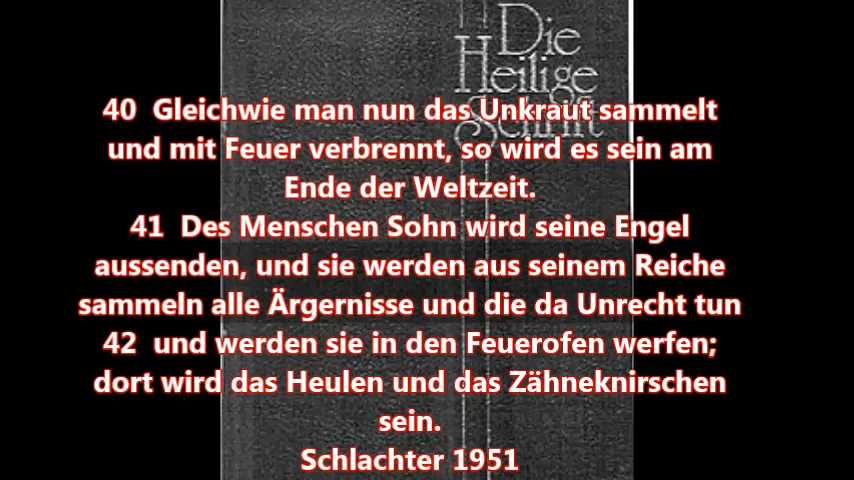 Die
Heilige
Schrift
40 Gleichwie man nun das Unkraut sammelt
und mit Feuer verbrennt, so wird es sein am
Ende der Weltzeit.
41 Des Menschen Sohn wird seine Engel
aussenden, und sie werden aus seinem Reiche
sammeln alle Ärgernisse und die da Unrecht tun
42 und werden sie in den Feuerofen werfen;
dort wird das Heulen und das Zähneknirschen
sein.
Schlachter 1951